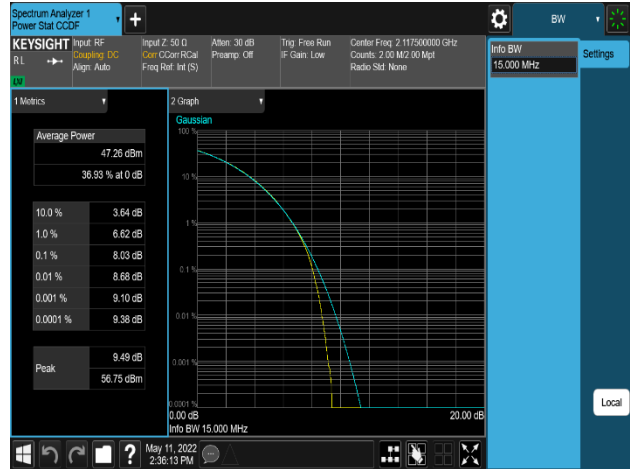 Spectrum Analyzer 1
Power Stat CCDF
BW
KEYSIGHT
R L
LW
Input: RF
Coupling: DC
Align: Auto
Input Z: 50 Ω
Corr CCorr RCal
Freq Ref: Int (S)
Atten: 30 dB
Preamp: Off
Trig: Free Run
IF Gain: Low
Center Freq: 2.117500000 GHz
Counts: 2.00 M/2.00 Mpt
Radio Std: None
Info BW
15.000 MHz
Settings
1 Metrics
Average Power
47.26 dBm
36.93 % at 0 dB
10.0 % 3.64 dB
1.0 % 6.62 dB
0.1 % 8.03 dB
0.01 % 8.68 dB
0.001 % 9.10 dB
0.0001 % 9.38 dB
Peak
9.49 dB
56.75 dBm
2 Graph
Gaussian
100 %
10 %
1 %
0.1 %
0.01 %
0.001 %
0.0001 %
0.00 dB 20.00 dB
Info BW 15.000 MHz
Local
?
May 11, 2022
2:36:13 PM